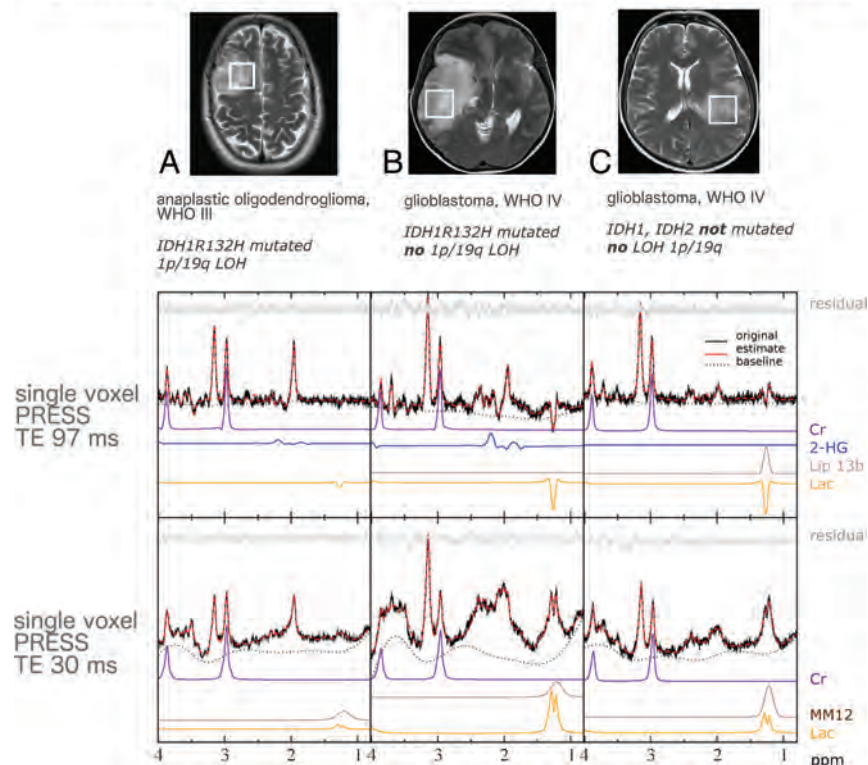 A
B
C
anaplastic oligodendroglioma,
WHO III
IDH1R132H mutated
1p/19q LOH
glioblastoma, WHO IV
IDH1R132H mutated
no 1p/19q LOH
glioblastoma, WHO IV
IDH1, IDH2 not mutated
no LOH 1p/19q
single voxel
PRESS
TE 97 ms
residual
original
estimate
baseline
Cr
2-HG
Lip 13b
Lac
single voxel
PRESS
TE 30 ms
residual
Cr
MM12
Lac
4 3 2 1 4 3 2 1 4 3 2 1
ppm